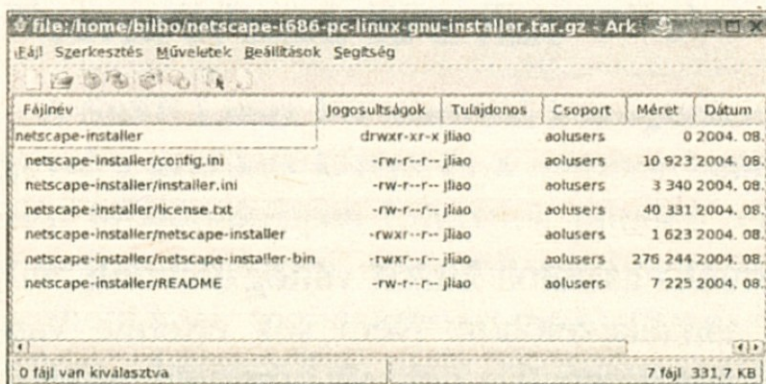 file:/home/bilbo/netscape-i686-pc-linux-gnu-installer.tar.gz - Ark
Fájl Szerkesztés Műveletek Beállítások Segítség
Fájlnév Jogosultságok Tulajdonos Csoport Méret Dátum
netscape-installer drwxr-xr-x jliao aolusers 0 2004. 08.
netscape-installer/config.ini -rw-r--r-- jliao aolusers 10 923 2004. 08.
netscape-installer/installer.ini -rw-r--r-- jliao aolusers 3 340 2004. 08.
netscape-installer/license.txt -rw-r--r-- jliao aolusers 40 331 2004. 08.
netscape-installer/netscape-installer -rwxr--r-- jliao aolusers 1 623 2004. 08.
netscape-installer/netscape-installer-bin -rwxr--r-- jliao aolusers 276 244 2004. 08.
netscape-installer/README -rw-r--r-- jliao aolusers 7 225 2004. 08.
0 fájl van kiválasztva 7 fájl 331,7 KB